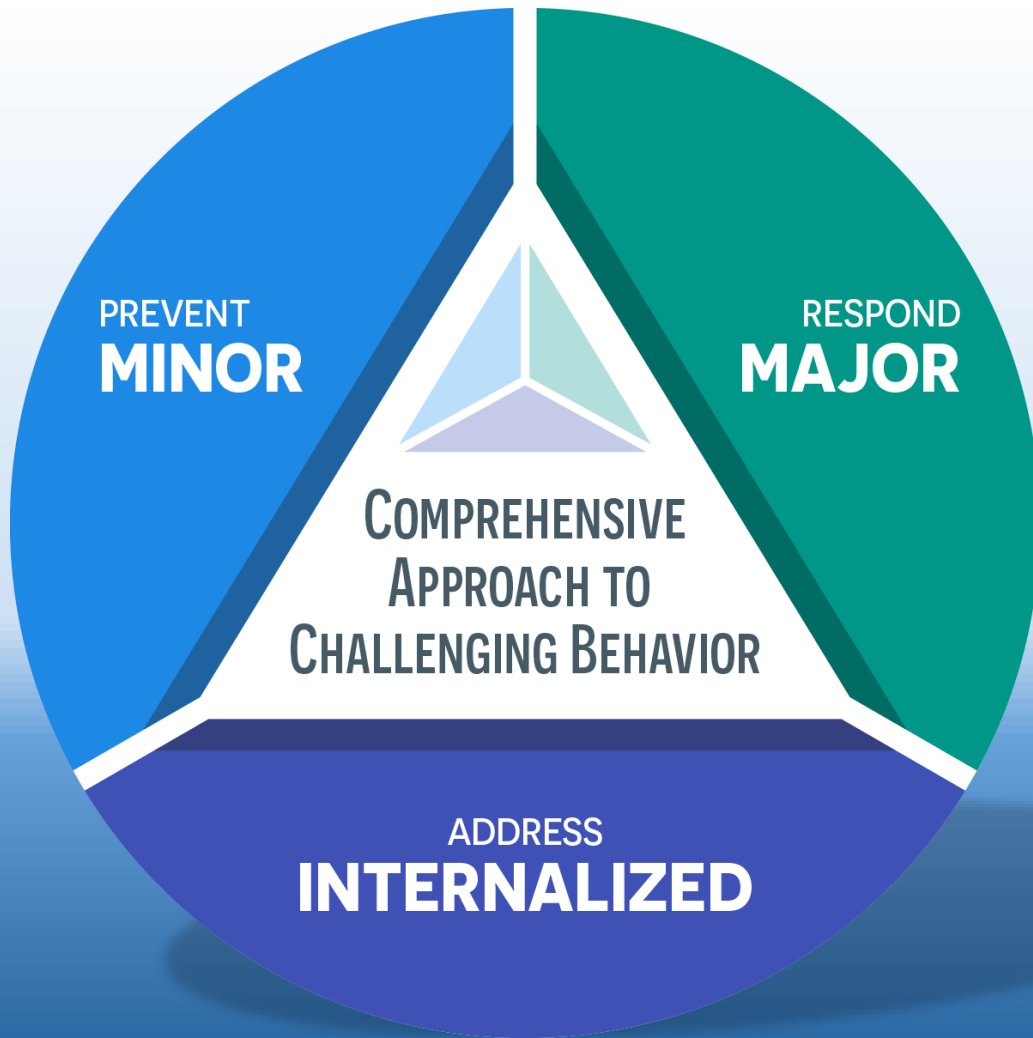 PREVENT
MINOR
RESPOND
MAJOR
COMPREHENSIVE
APPROACH TO
CHALLENGING BEHAVIOR
ADDRESS
INTERNALIZED